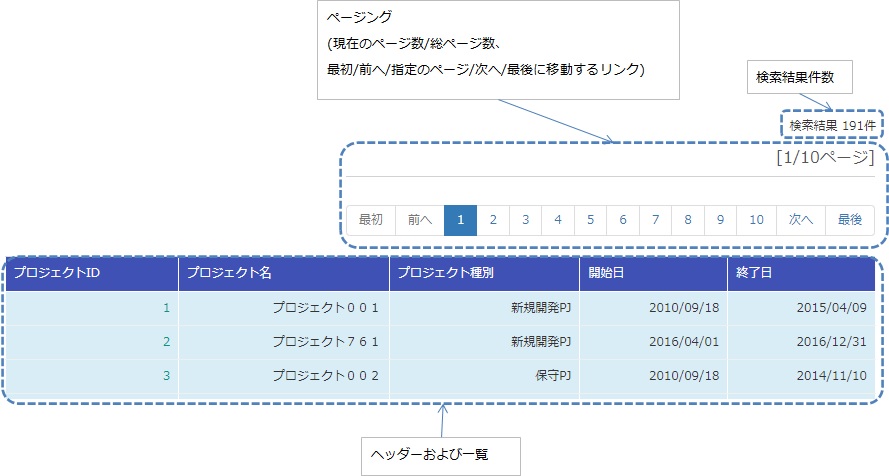 ページング
(現在のページ数/総ページ数、
最初/前へ/指定のページ/次へ/最後に移動するリンク)
検索結果件数
検索結果 191件
[1/10ページ]
最初 前へ 1 2 3 4 5 6 7 8 9 10 次へ 最後
プロジェクトID プロジェクト名 プロジェクト種別 開始日 終了日
1 プロジェクト００１ 新規開発PJ 2010/09/18 2015/04/09
2 プロジェクト７６１ 新規開発PJ 2016/04/01 2016/12/31
3 プロジェクト００２ 保守PJ 2010/09/18 2014/11/10
ヘッダーおよび一覧